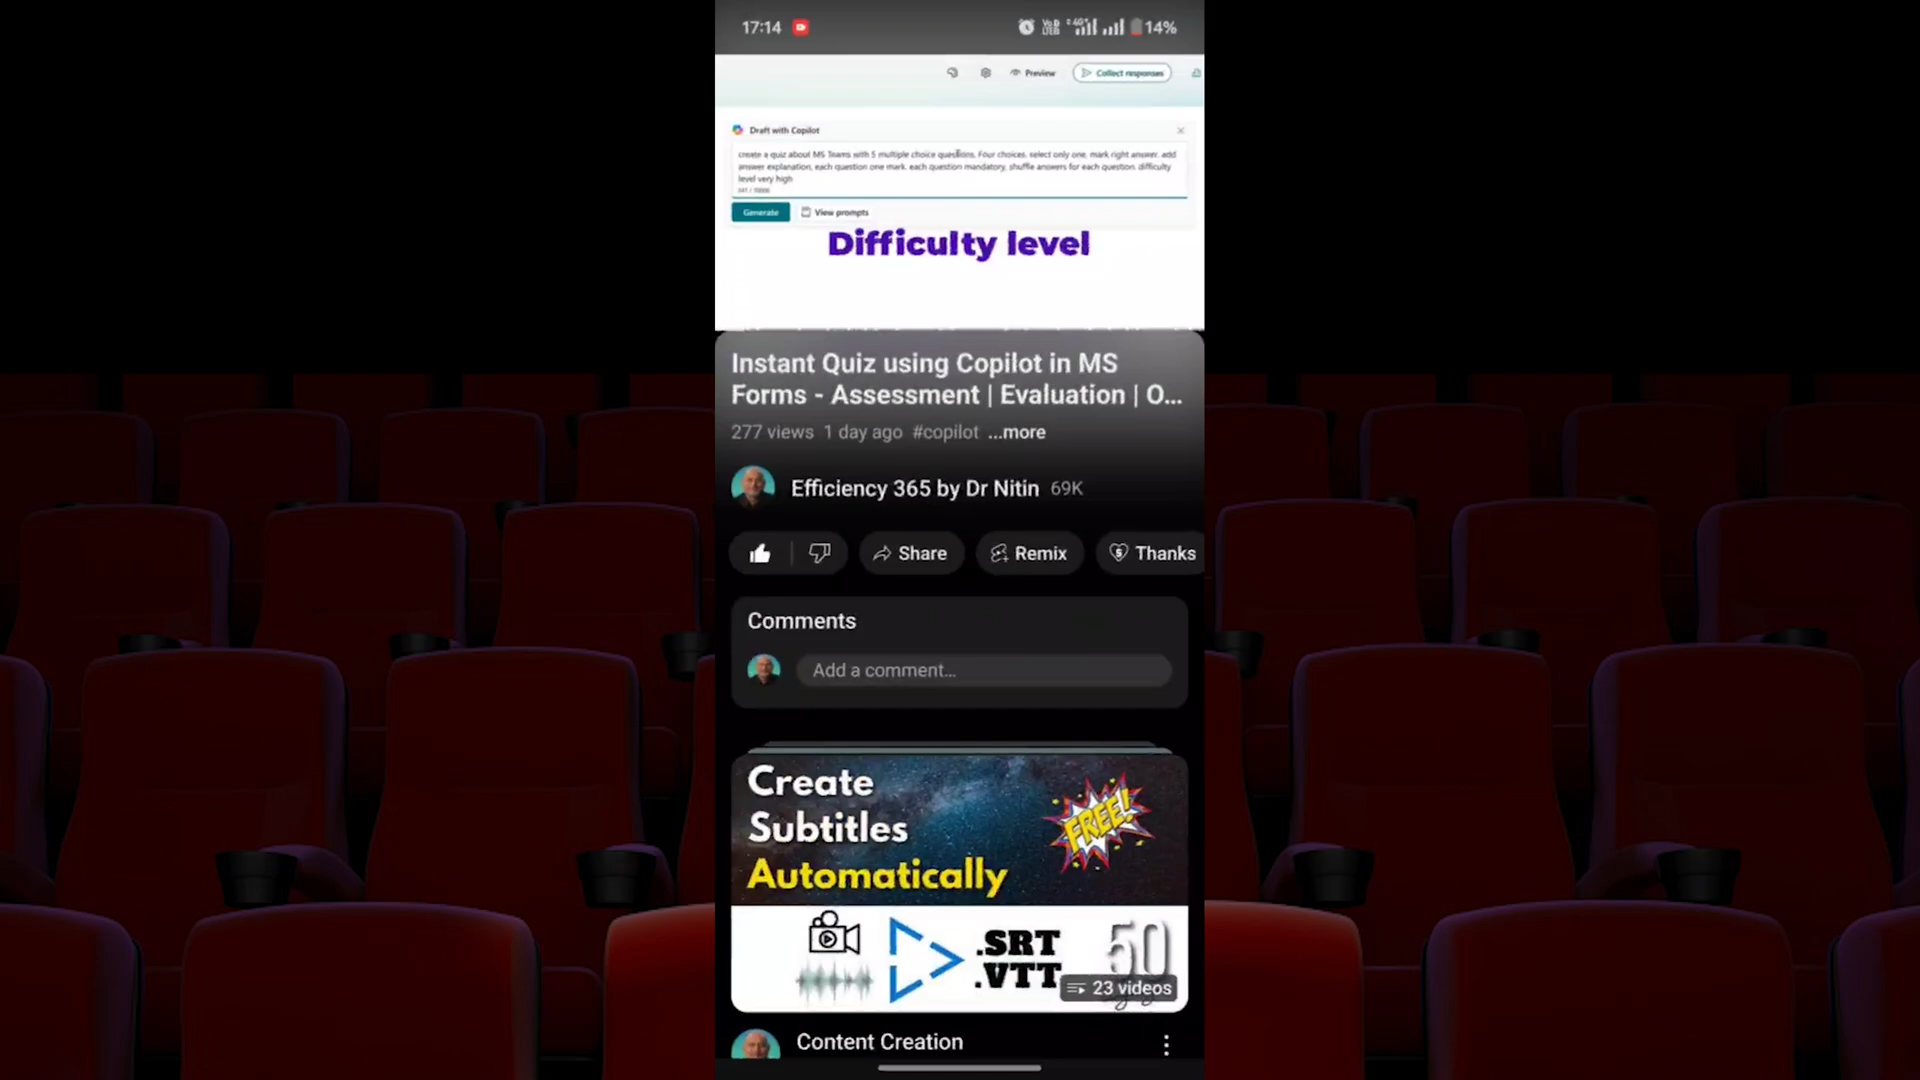 17:14
VoD LTE 4G+ 14%
Preview
Collect responses
Draft with Copilot
create a quiz about MS Teams with 5 multiple choice questions. Four choices. select only one, mark right answer. add
answer explanation, each question one mark. each question mandatory, shuffle answers for each question. difficulty
level very high
Generate
View prompts
Difficulty level
Instant Quiz using Copilot in MS
Forms - Assessment | Evaluation | O...
277 views 1 day ago #copilot ...more
Efficiency 365 by Dr Nitin 69K
Share
Remix
Thanks
Comments
Add a comment...
Create
Subtitles
Automatically
FREE!
.SRT
.VTT
50
23 videos
Content Creation